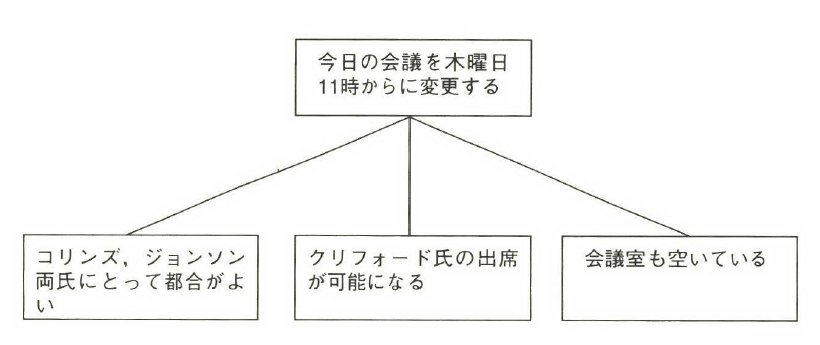 今日の会議を木曜日
11時からに変更する
コリンズ，ジョンソン
両氏にとって都合がよ
い
クリフォード氏の出席
が可能になる
会議室も空いている